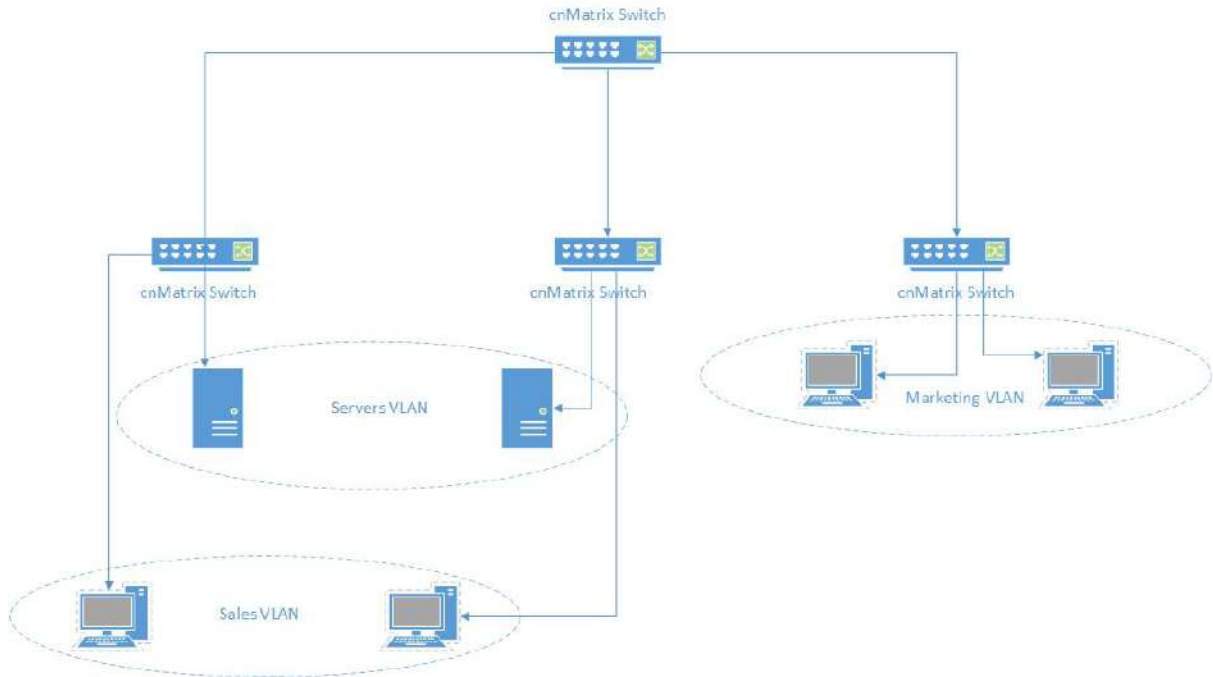 cnMatrix Switch
cnMatrix Switch
cnMatrix Switch
cnMatrix Switch
Servers VLAN
Marketing VLAN
Sales VLAN